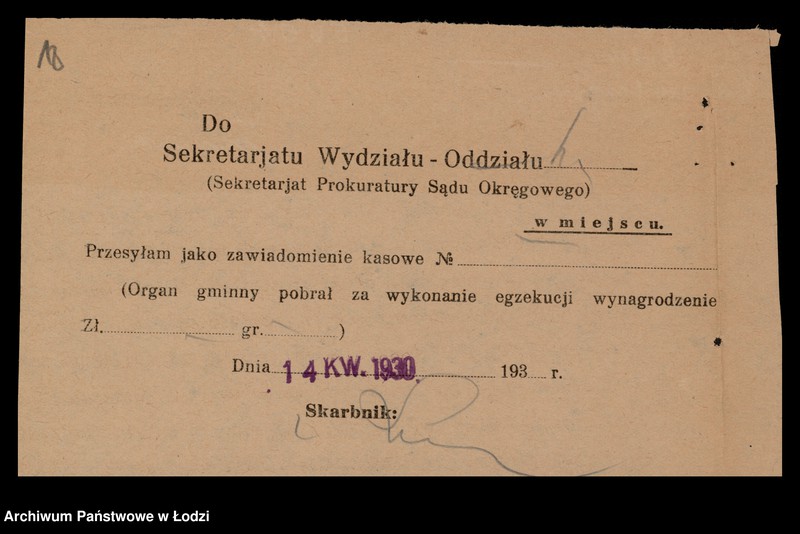 18
Do
Sekretarjatu Wydziału - Oddziału
(Sekretarjat Prokuratury Sądu Okręgowego)
w miejscu.
Przesyłam jako zawiadomienie kasowe №
(Organ gminny pobrał za wykonanie egzekucji wynagrodzenie
Zł. gr. )
Dnia 14 KW. 1930. 193 r.
Skarbnik:
Archiwum Państwowe w Łodzi